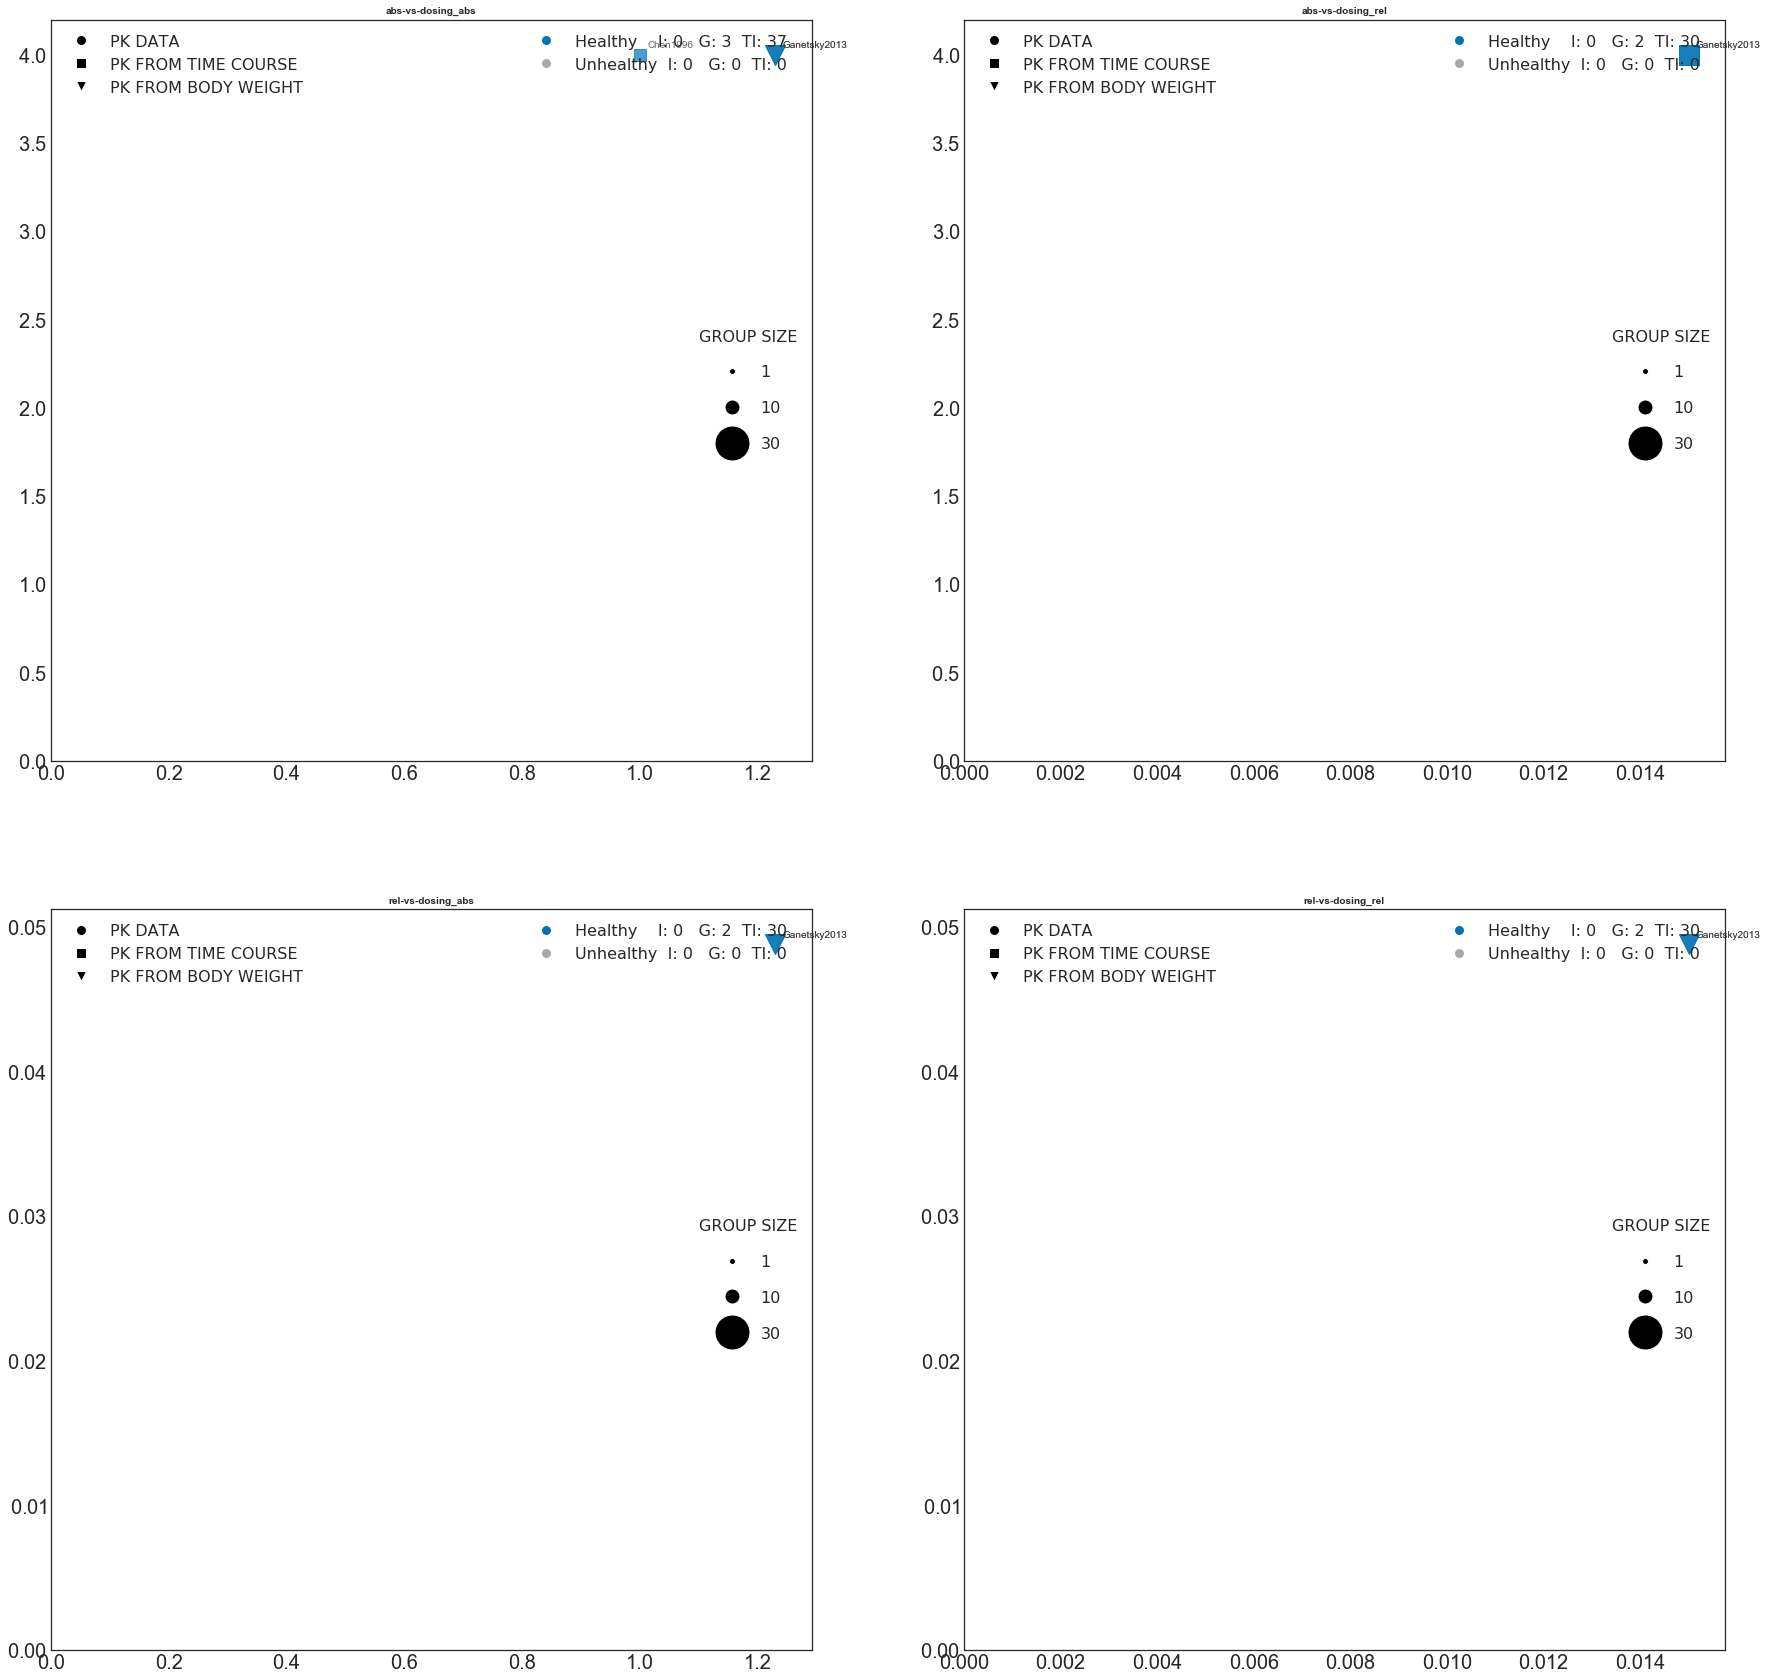 abs-vs-dosing_abs
PK DATA
PK FROM TIME COURSE
PK FROM BODY WEIGHT
Healthy I: 0 G: 3 TI: 37
Unhealthy I: 0 G: 0 TI: 0
Chen1996
Ganetsky2013
GROUP SIZE
1
10
30
4.0
3.5
3.0
2.5
2.0
1.5
1.0
0.5
0.0
0.0 0.2 0.4 0.6 0.8 1.0 1.2
abs-vs-dosing_rel
PK DATA
PK FROM TIME COURSE
PK FROM BODY WEIGHT
Healthy I: 0 G: 2 TI: 30
Unhealthy I: 0 G: 0 TI: 0
Ganetsky2013
GROUP SIZE
1
10
30
4.0
3.5
3.0
2.5
2.0
1.5
1.0
0.5
0.0
0.000 0.002 0.004 0.006 0.008 0.010 0.012 0.014
rel-vs-dosing_abs
PK DATA
PK FROM TIME COURSE
PK FROM BODY WEIGHT
Healthy I: 0 G: 2 TI: 30
Unhealthy I: 0 G: 0 TI: 0
Ganetsky2013
GROUP SIZE
1
10
30
0.05
0.04
0.03
0.02
0.01
0.00
0.0 0.2 0.4 0.6 0.8 1.0 1.2
rel-vs-dosing_rel
PK DATA
PK FROM TIME COURSE
PK FROM BODY WEIGHT
Healthy I: 0 G: 2 TI: 30
Unhealthy I: 0 G: 0 TI: 0
Ganetsky2013
GROUP SIZE
1
10
30
0.05
0.04
0.03
0.02
0.01
0.00
0.000 0.002 0.004 0.006 0.008 0.010 0.012 0.014